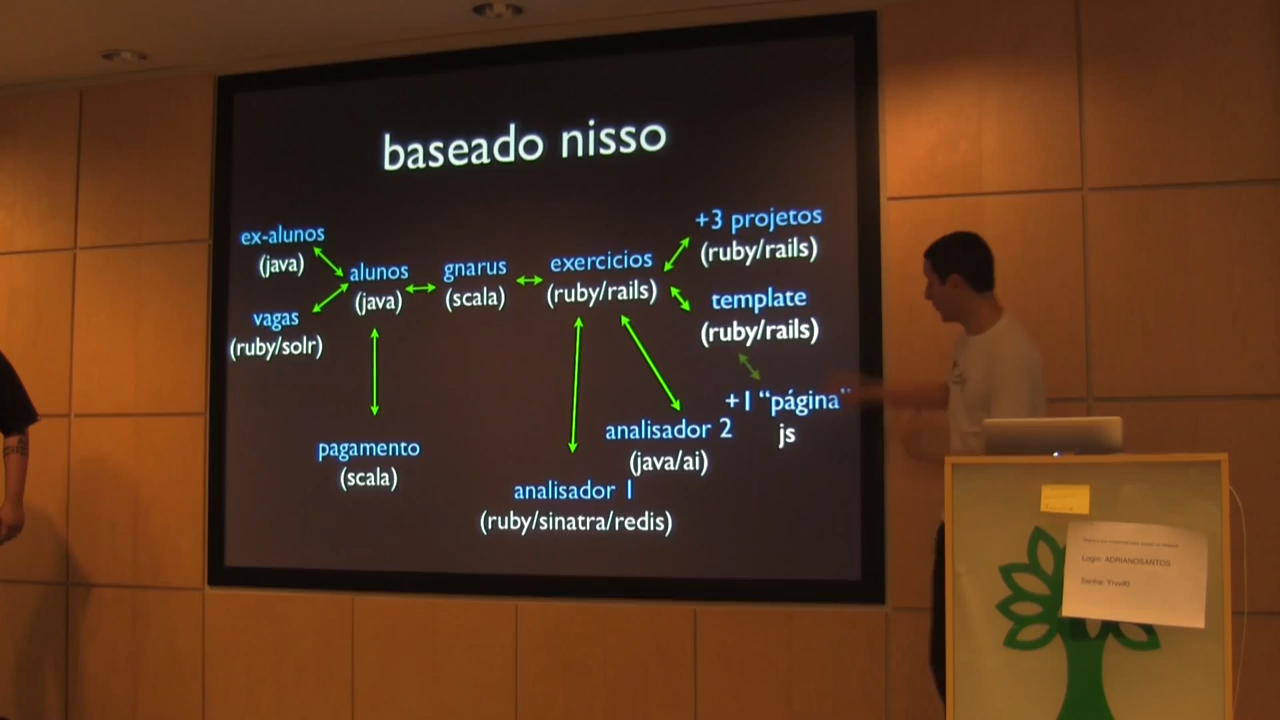 baseado nisso
ex-alunos
(java)
vagas
(ruby/solr)
alunos
(java)
gnarus
(scala)
exercicios
(ruby/rails)
+3 projetos
(ruby/rails)
template
(ruby/rails)
+1 “página”
js
pagamento
(scala)
analisador 2
(java/ai)
analisador 1
(ruby/sinatra/redis)
Login: ADRIANOSANTOS
Senha: